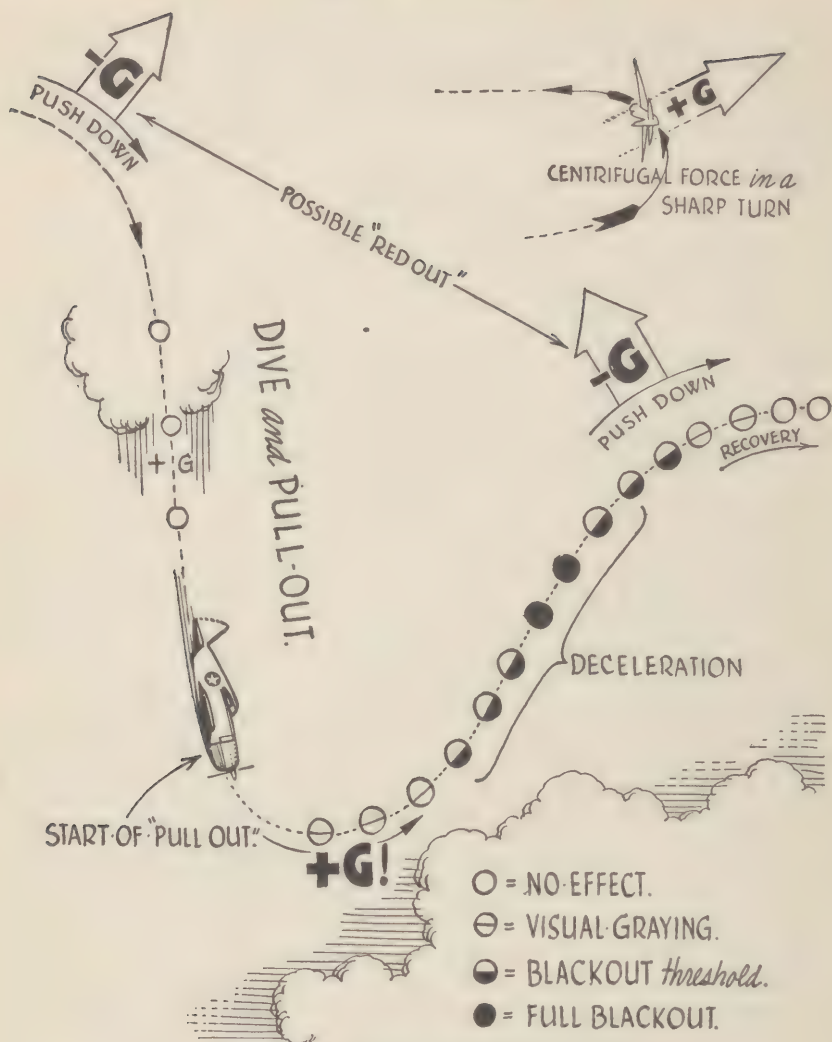 -G
PUSH DOWN
+G
CENTRIFUGAL FORCE in a
SHARP TURN
POSSIBLE "RED OUT"
DIVE and PULL-OUT.
+ G
-G
PUSH DOWN
RECOVERY
DECELERATION
START OF "PULL OUT."
+G!
= NO EFFECT.
= VISUAL GRAYING.
= BLACKOUT threshold.
= FULL BLACKOUT.